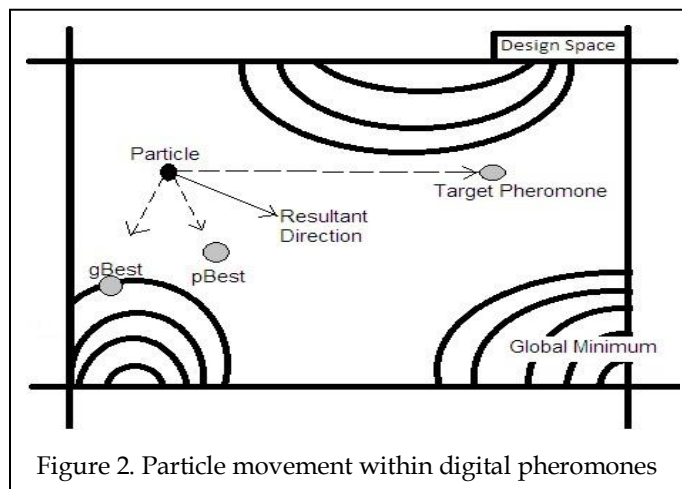 Design Space
Particle
Target Pheromone
Resultant
Direction
gBest
pBest
Global Minimum
Figure 2. Particle movement within digital pheromones